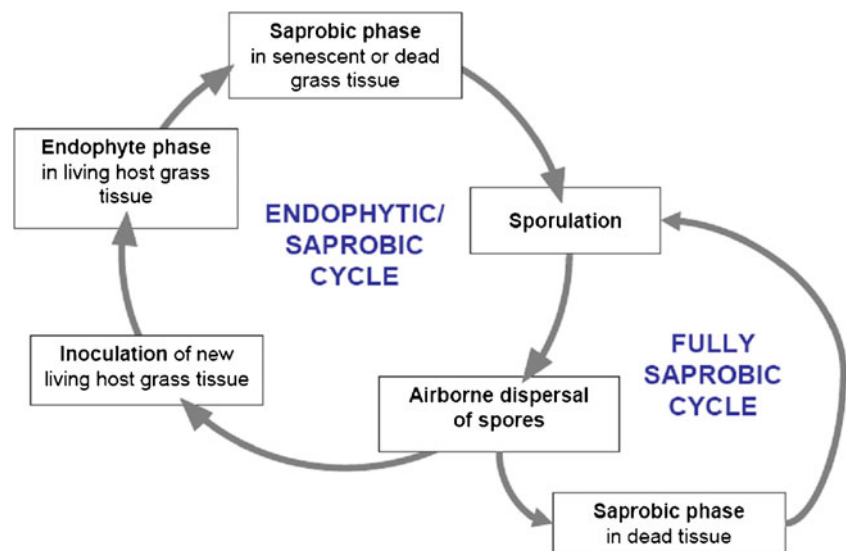 Saprobic phase
in senescent or dead
grass tissue
Endophyte phase
in living host grass
tissue
ENDOPHYTIC/
SAPROBIC
CYCLE
Sporulation
Inoculation of new
living host grass tissue
Airborne dispersal
of spores
FULLY
SAPROBIC
CYCLE
Saprobic phase
in dead tissue